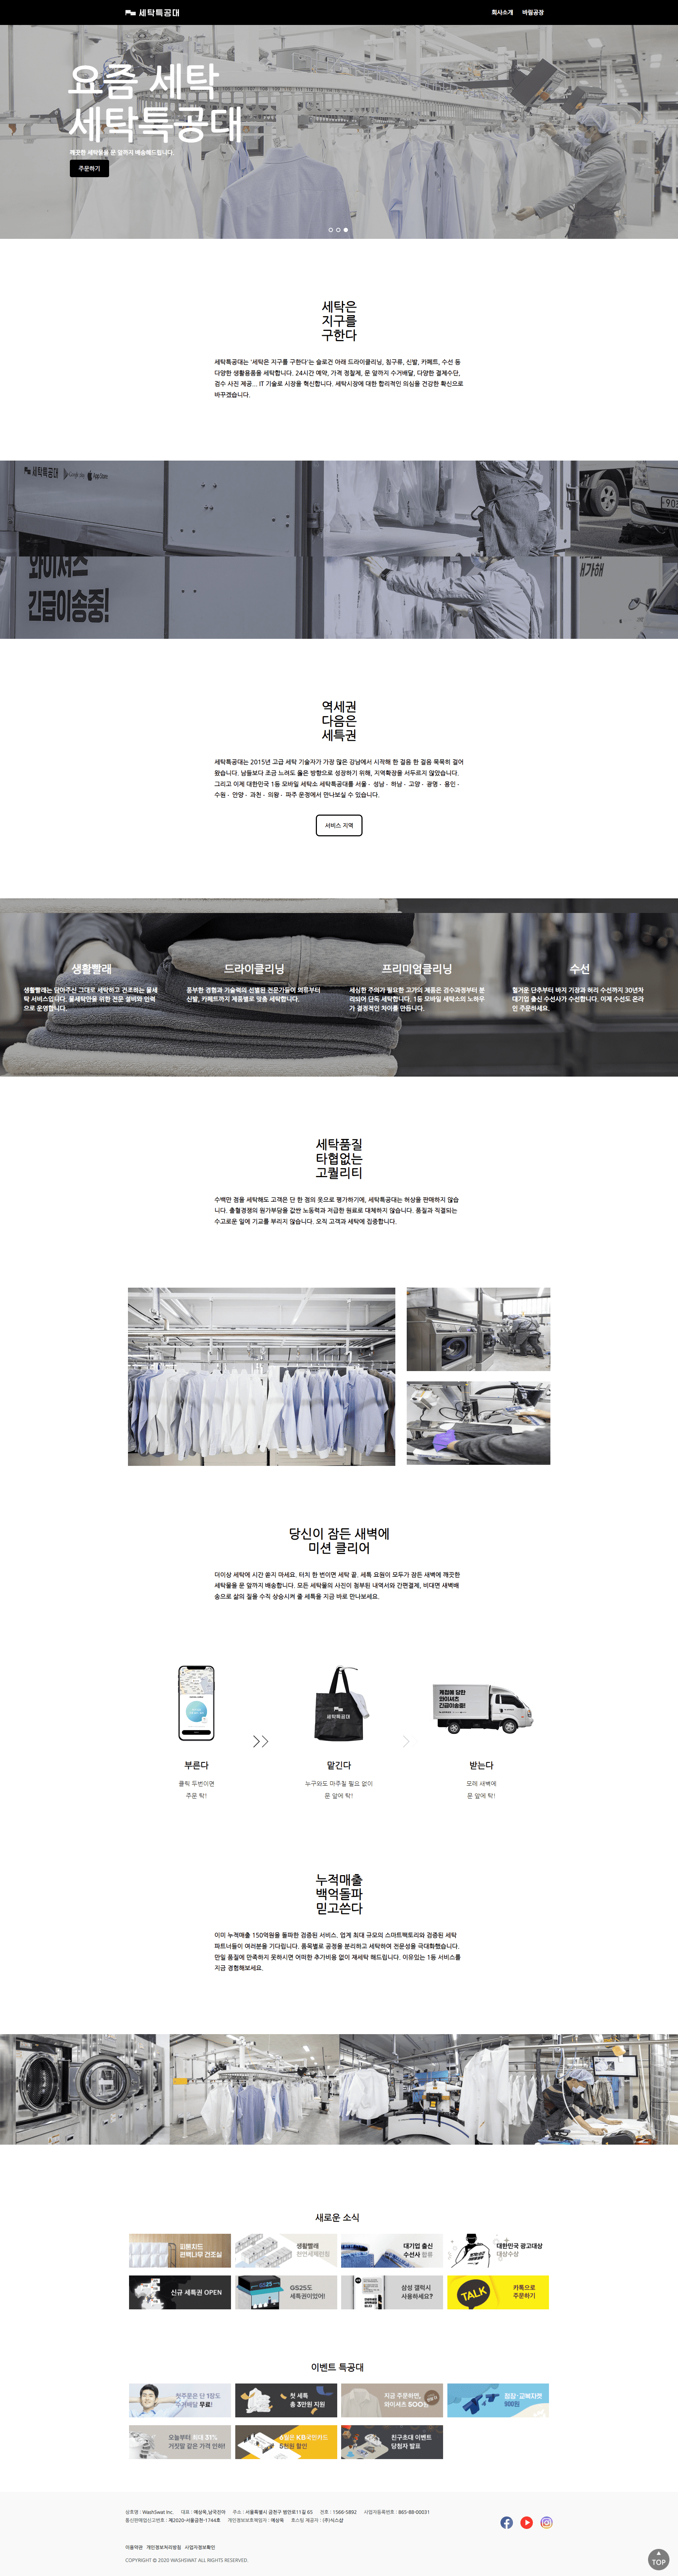 세탁특공대
회사소개 바림공장
요즘 세탁
세탁특공대
깨끗한 세탁물을 문 앞까지 배송해드립니다.
주문하기
세탁은
지구를
구한다
세탁특공대는 '세탁은 지구를 구한다'는 슬로건 아래 드라이클리닝, 침구류, 신발, 카페트, 수선 등
다양한 생활용품을 세탁합니다. 24시간 예약, 가격 정찰제, 문 앞까지 수거배달, 다양한 결제수단,
검수 사진 제공... IT 기술로 시장을 혁신합니다. 세탁시장에 대한 합리적인 의심을 건강한 확신으로
바꾸겠습니다.
세탁특공대 Google play App Store
와이셔츠
긴급이송중!
역세권
다음은
세특권
세탁특공대는 2015년 고급 세탁 기술자가 가장 많은 강남에서 시작해 한 걸음 한 걸음 묵묵히 걸어
왔습니다. 남들보다 조금 느려도 옳은 방향으로 성장하기 위해, 지역확장을 서두르지 않았습니다.
그리고 이제 대한민국 1등 모바일 세탁소 세탁특공대를 서울 · 성남 · 하남 · 고양 · 광명 · 용인 ·
수원 · 안양 · 과천 · 의왕 · 파주 운정에서 만나보실 수 있습니다.
서비스 지역
생활빨래
생활빨래는 담아주신 그대로 세탁하고 건조하는 물세
탁 서비스입니다. 물세탁만을 위한 전문 설비와 인력
으로 운영합니다.
드라이클리닝
풍부한 경험과 기술력의 선별된 전문가들이 의류부터
신발, 카페트까지 제품별로 맞춤 세탁합니다.
프리미엄클리닝
세심한 주의가 필요한 고가의 제품은 검수과정부터 분
리되어 단독 세탁합니다. 1등 모바일 세탁소의 노하우
가 결정적인 차이를 만듭니다.
수선
헐거운 단추부터 바지 기장과 허리 수선까지 30년차
대기업 출신 수선사가 수선합니다. 이제 수선도 온라
인 주문하세요.
세탁품질
타협없는
고퀄리티
수백만 점을 세탁해도 고객은 단 한 점의 옷으로 평가하기에, 세탁특공대는 허상을 판매하지 않습
니다. 출혈경쟁의 원가부담을 값싼 노동력과 저급한 원료로 대체하지 않습니다. 품질과 직결되는
수고로운 일에 기교를 부리지 않습니다. 오직 고객과 세탁에 집중합니다.
당신이 잠든 새벽에
미션 클리어
더이상 세탁에 시간 쏟지 마세요. 터치 한 번이면 세탁 끝. 세특 요원이 모두가 잠든 새벽에 깨끗한
세탁물을 문 앞까지 배송합니다. 모든 세탁물의 사진이 첨부된 내역서와 간편결제, 비대면 새벽배
송으로 삶의 질을 수직 상승시켜 줄 세특을 지금 바로 만나보세요.
세탁특공대
계접에 당한
와이셔츠
긴급이송중!
부른다
클릭 두번이면
주문 탁!
맡긴다
누구와도 마주칠 필요 없이
문 앞에 탁!
받는다
모레 새벽에
문 앞에 탁!
누적매출
백억돌파
믿고쓴다
이미 누적매출 150억원을 돌파한 검증된 서비스. 업계 최대 규모의 스마트팩토리와 검증된 세탁
파트너들이 여러분을 기다립니다. 품목별로 공정을 분리하고 세탁하여 전문성을 극대화했습니다.
만일 품질에 만족하지 못하시면 어떠한 추가비용 없이 재세탁 해드립니다. 이유있는 1등 서비스를
지금 경험해보세요.
새로운 소식
피톤치드
편백나무 건조실
생활빨래
천연세제런칭
대기업 출신
수선사 합류
대한민국 광고대상
대상수상
신규 세특권 OPEN
GS25도
세특권이었어!
삼성 갤럭시
사용하세요?
TALK
카톡으로
주문하기
이벤트 특공대
첫주문은 단 1점도
수거배달 무료!
첫 세특
총 3만원 지원
지금 주문하면,
와이셔츠 500원
점퍼·교복자켓
100원
오늘부터 최대 31%
거짓말 같은 가격 인하!
5천원 할인
친구초대 이벤트
당첨자 발표
상호명 : WashSwat Inc. 대표 : 예상욱,남궁진아 주소 : 서울특별시 금천구 범안로11길 65 전호 : 1566-5892 사업자등록번호 : 865-88-00031
통신판매업신고번호 : 제2020-서울금천-1744호 개인정보보호책임자 : 예상욱 호스팅 제공자 : (주)식스샵
이용약관 개인정보처리방침 사업자정보확인
COPYRIGHT © 2020 WASHSWAT ALL RIGHTS RESERVED.
TOP